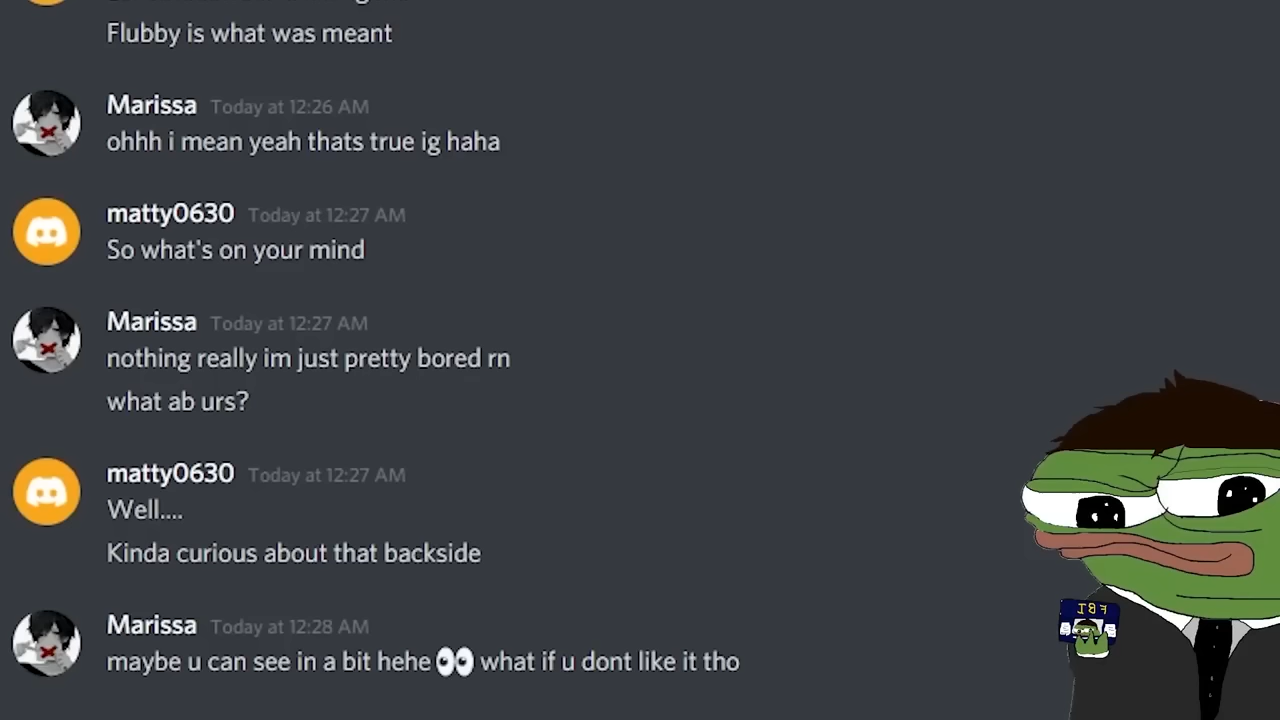 Flubby is what was meant
Marissa Today at 12:26 AM
ohhh i mean yeah thats true ig haha
matty0630 Today at 12:27 AM
So what's on your mind
Marissa Today at 12:27 AM
nothing really im just pretty bored rn
what ab urs?
matty0630 Today at 12:27 AM
Well....
Kinda curious about that backside
Marissa Today at 12:28 AM
maybe u can see in a bit hehe 👀 what if u dont like it tho
FBI